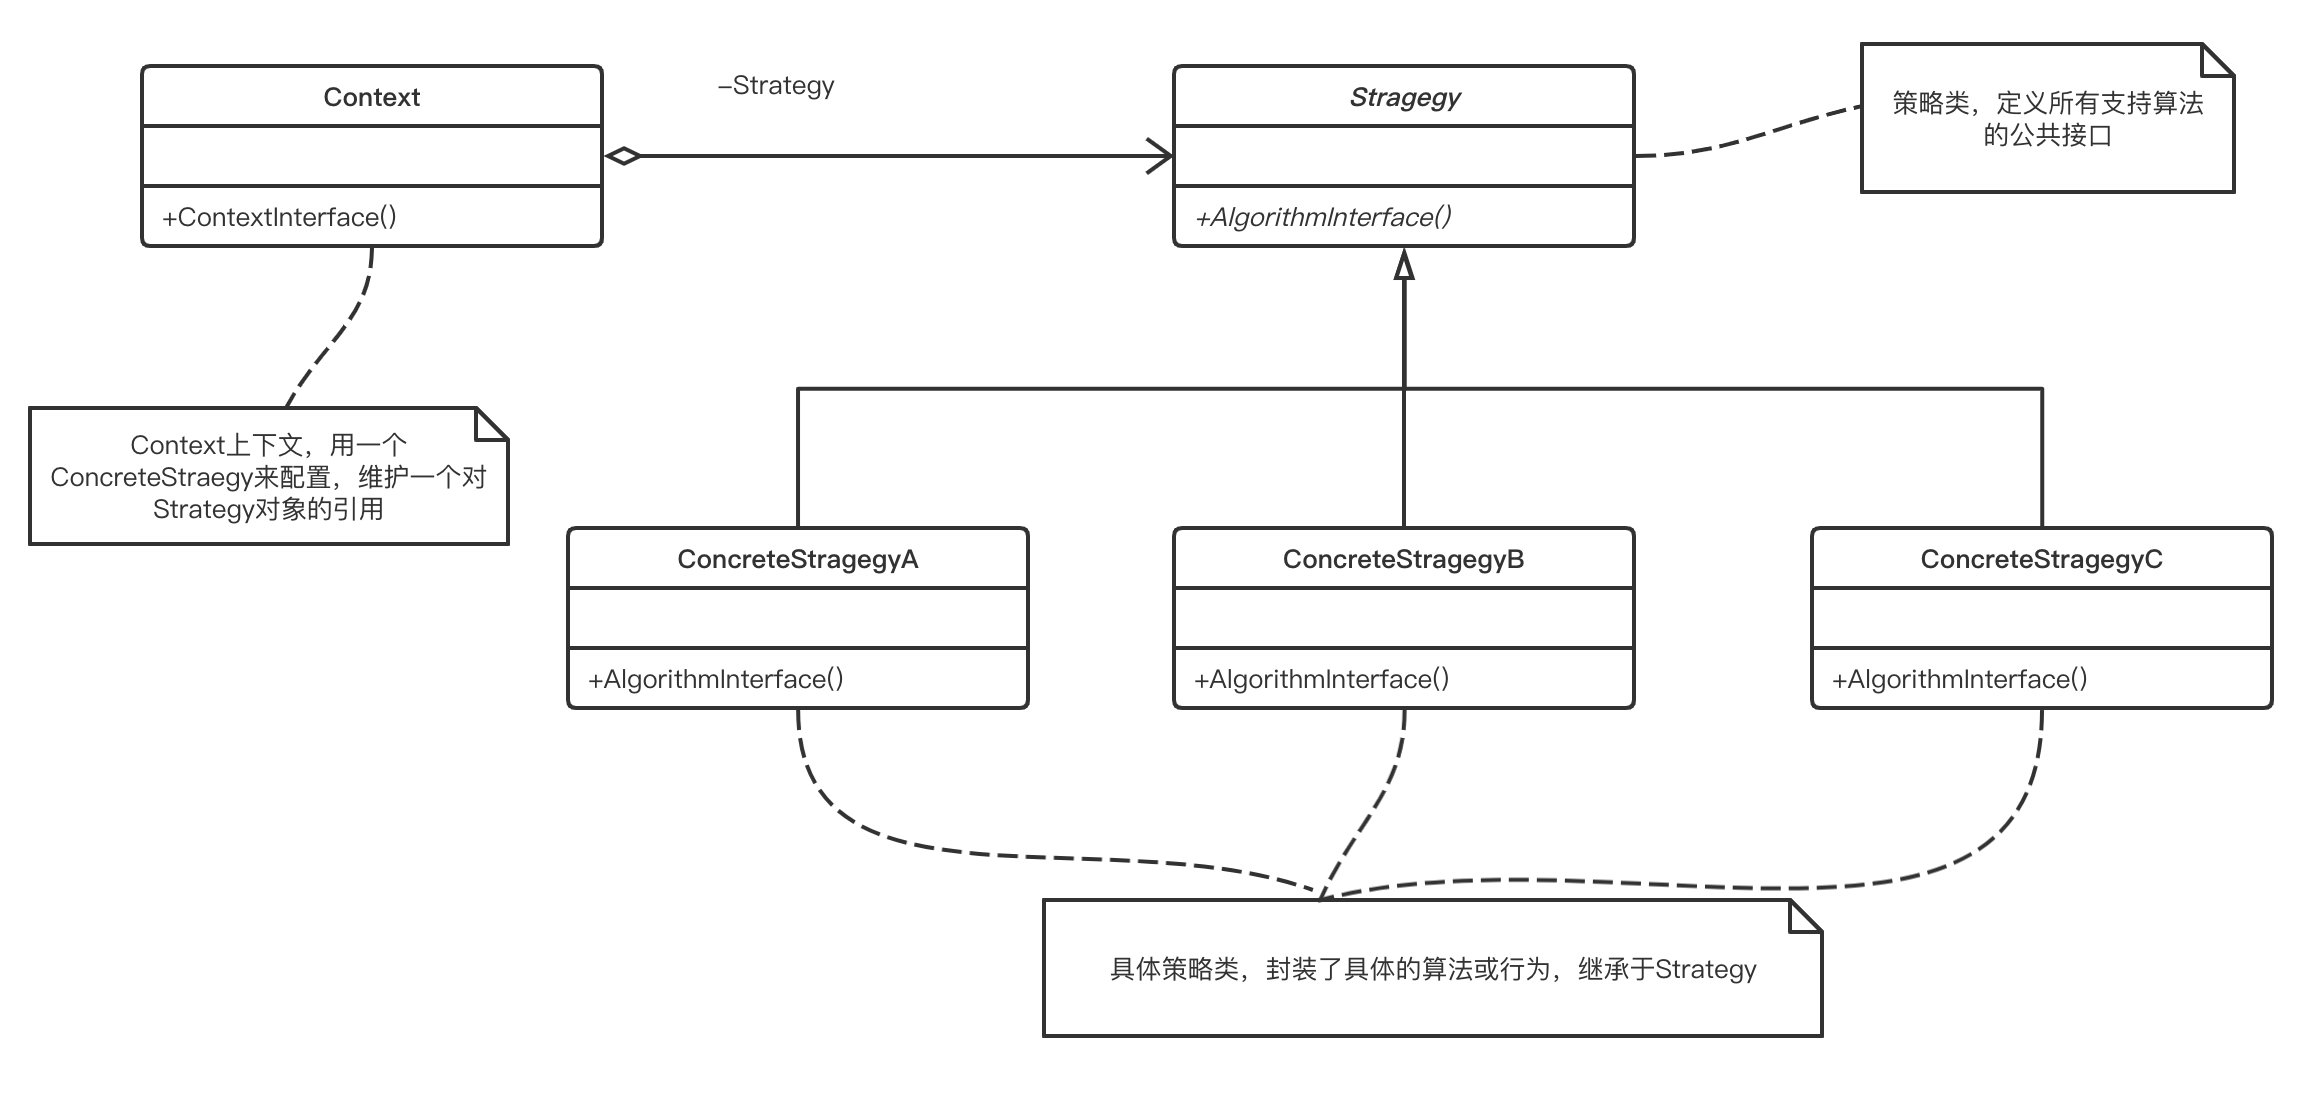 Context
+ContextInterface()
–Strategy
Stragegy
+AlgorithmInterface()
策略类，定义所有支持算法
的公共接口
Context上下文，用一个
ConcreteStraegy来配置，维护一个对
Strategy对象的引用
ConcreteStragegyA
+AlgorithmInterface()
ConcreteStragegyB
+AlgorithmInterface()
ConcreteStragegyC
+AlgorithmInterface()
具体策略类，封装了具体的算法或行为，继承于Strategy